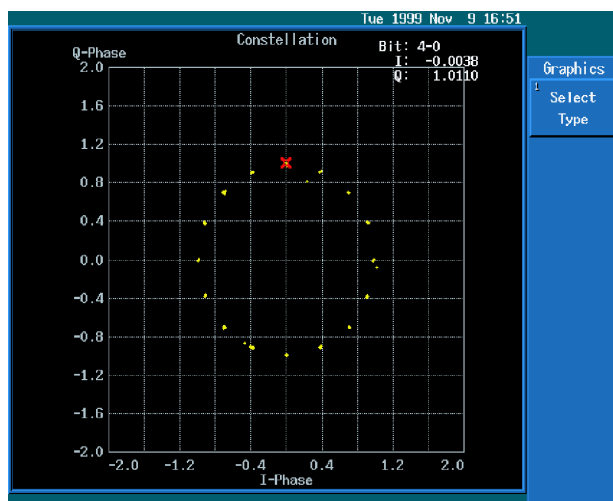 Tue 1999 Nov 9 16:51
Constellation
Bit: 4-0
I: -0.0038
Q: 1.0110
Q-Phase
2.0
1.6
1.2
0.8
0.4
0.0
-0.4
-0.8
-1.2
-1.6
-2.0
-2.0 -1.2 -0.4 0.4 1.2 2.0
I-Phase
Graphics
1
Select
Type